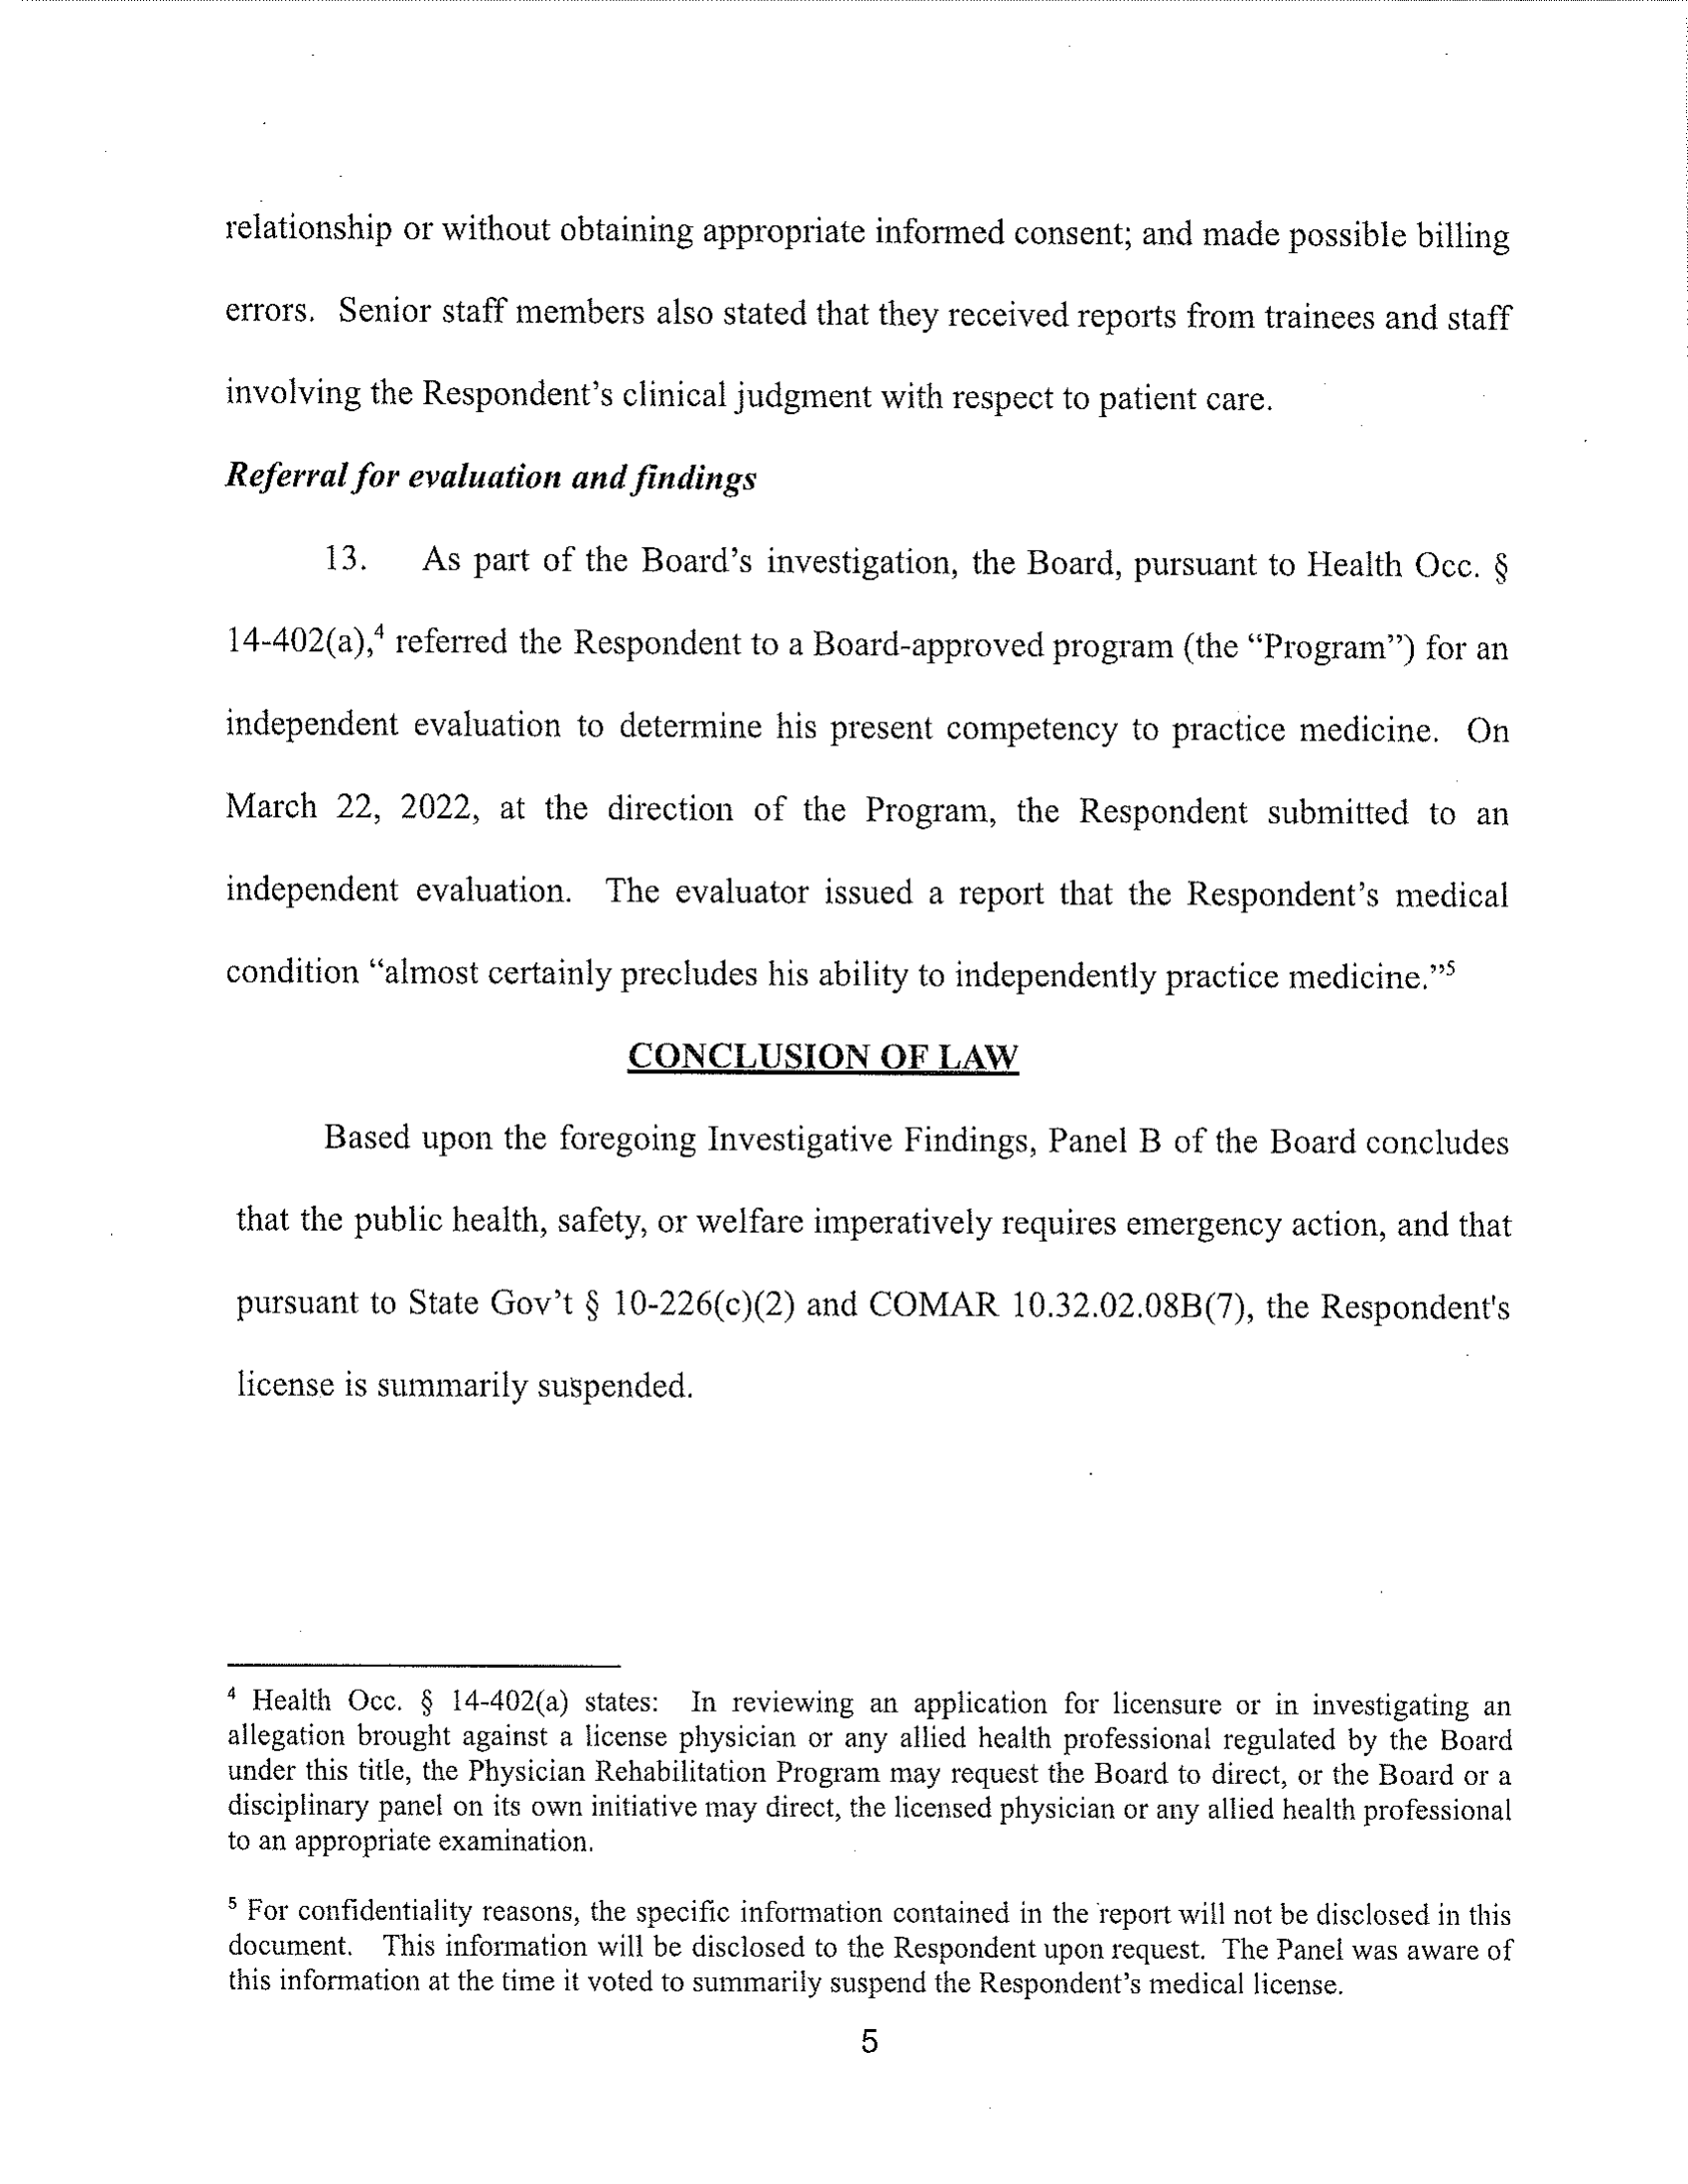 relationship or without obtaining appropriate informed consent; and made possible billing
errors. Senior staff members also stated that they received reports from trainees and staff
involving the Respondent’s clinical judgment with respect to patient care.
Referral for evaluation and findings
13. As part of the Board’s investigation, the Board, pursuant to Health Occ. §
14-402(a),⁴ referred the Respondent to a Board-approved program (the “Program”) for an
independent evaluation to determine his present competency to practice medicine. On
March 22, 2022, at the direction of the Program, the Respondent submitted to an
independent evaluation. The evaluator issued a report that the Respondent’s medical
condition “almost certainly precludes his ability to independently practice medicine.”⁵
CONCLUSION OF LAW
Based upon the foregoing Investigative Findings, Panel B of the Board concludes
that the public health, safety, or welfare imperatively requires emergency action, and that
pursuant to State Gov’t § 10-226(c)(2) and COMAR 10.32.02.08B(7), the Respondent's
license is summarily suspended.
⁴ Health Occ. § 14-402(a) states: In reviewing an application for licensure or in investigating an
allegation brought against a license physician or any allied health professional regulated by the Board
under this title, the Physician Rehabilitation Program may request the Board to direct, or the Board or a
disciplinary panel on its own initiative may direct, the licensed physician or any allied health professional
to an appropriate examination.
⁵ For confidentiality reasons, the specific information contained in the report will not be disclosed in this
document. This information will be disclosed to the Respondent upon request. The Panel was aware of
this information at the time it voted to summarily suspend the Respondent’s medical license.
5